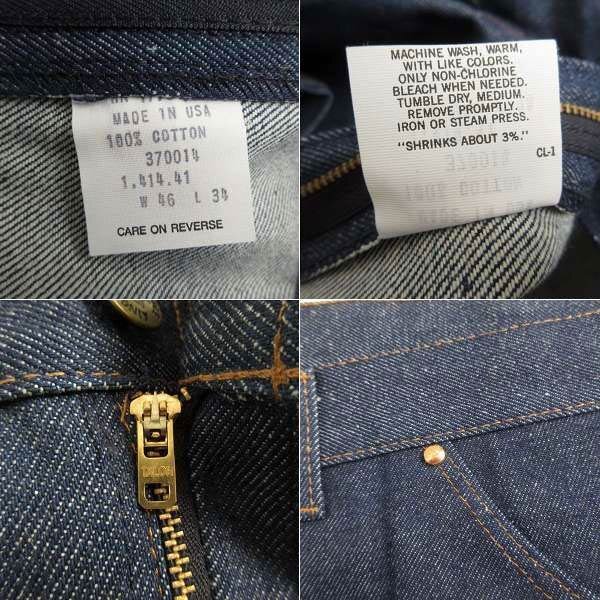 MADE IN USA
100% COTTON
370014
1.414.41
W 46 L 34
CARE ON REVERSE
MACHINE WASH, WARM,
WITH LIKE COLORS.
ONLY NON-CHLORINE
BLEACH WHEN NEEDED.
TUMBLE DRY, MEDIUM.
REMOVE PROMPTLY.
IRON OR STEAM PRESS.
"SHRINKS ABOUT 3%."
CL-1
TALON